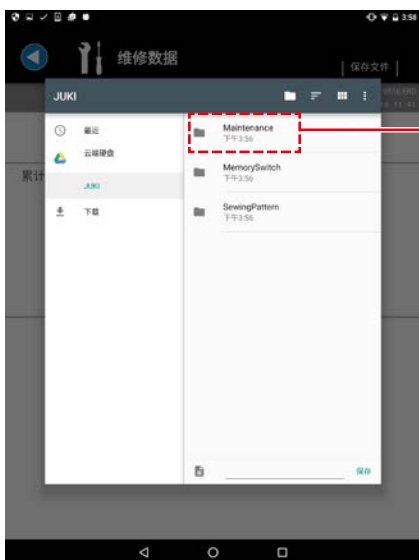 3:58
维修数据
保存文件
JUKI
累计
最近
云端硬盘
JUKI
下载
Maintenance
下午3:56
MemorySwitch
下午3:56
SewingPattern
下午3:56
保存